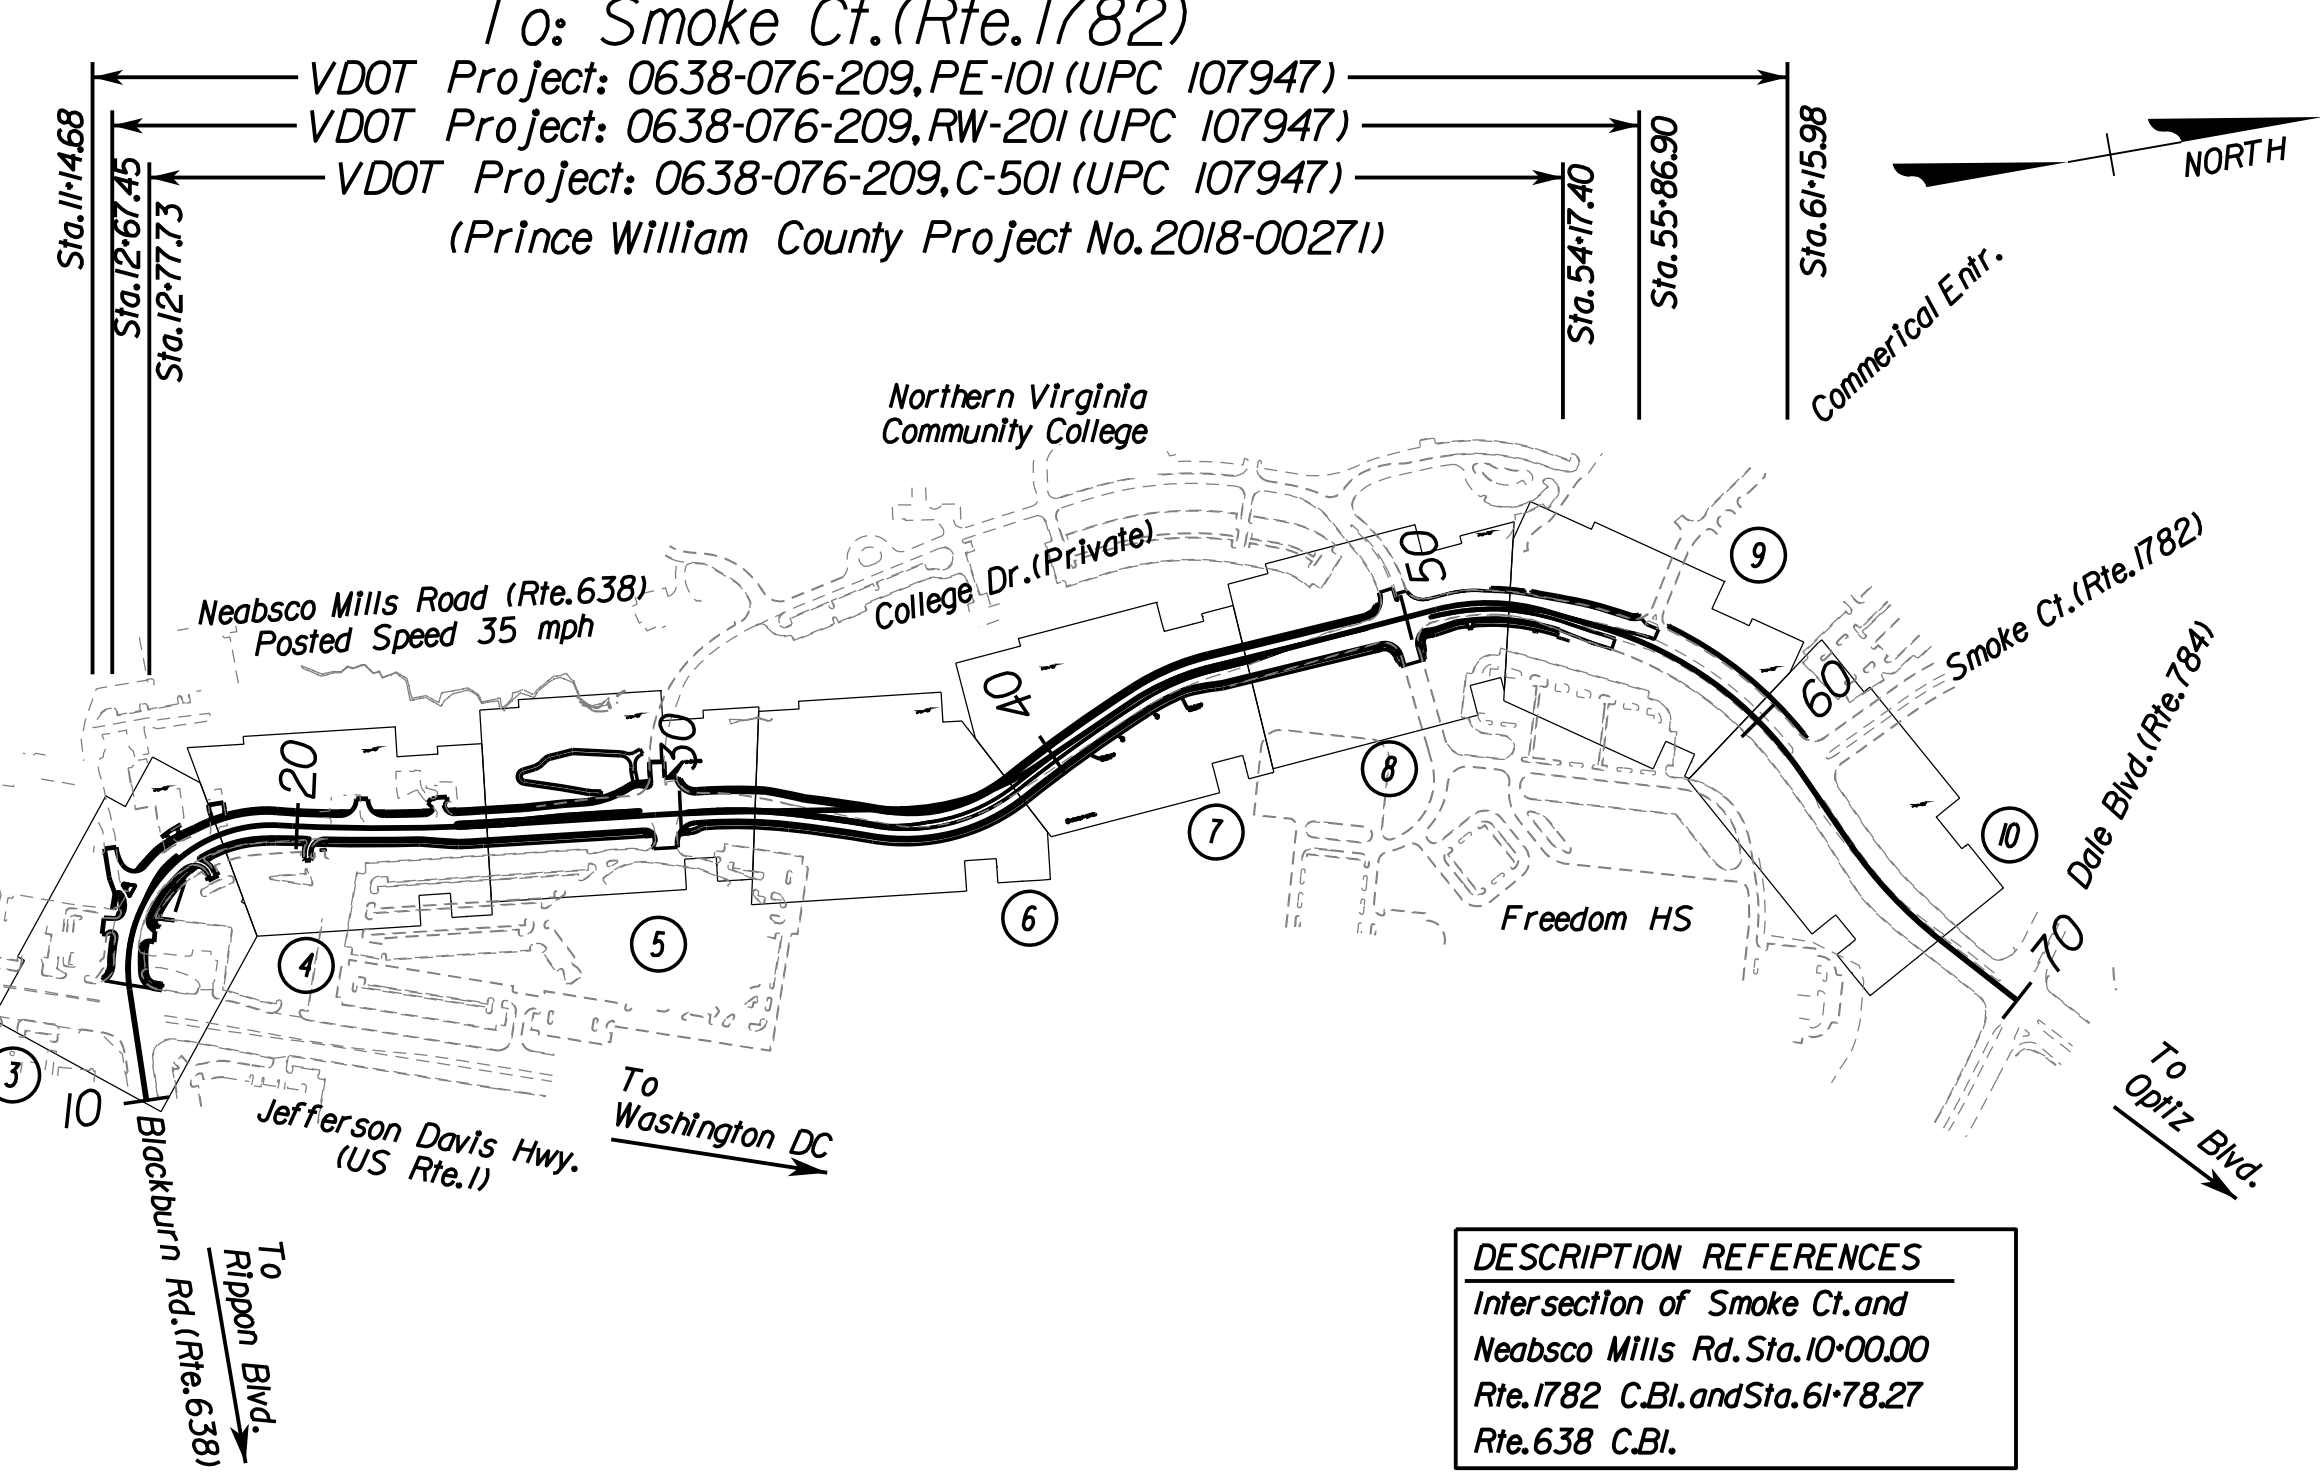 To: Smoke Ct.(Rte.1782)
VDOT Project: 0638-076-209, PE-101 (UPC 107947)
VDOT Project: 0638-076-209, RW-201 (UPC 107947)
VDOT Project: 0638-076-209, C-501 (UPC 107947)
(Prince William County Project No. 2018-00271)
Sta. 11+14.68
Sta. 12+67.45
Sta. 12+77.73
Sta. 54+17.40
Sta. 55+86.90
Sta. 61+15.98
NORTH
Commerical Entr.
Northern Virginia
Community College
Neabsco Mills Road (Rte.638)
Posted Speed 35 mph
College Dr.(Private)
Smoke Ct.(Rte.1782)
Dale Blvd.(Rte.784)
10
20
30
40
50
60
70
3
4
5
6
7
8
9
10
Freedom HS
To
Optiz Blvd.
To
Washington DC
Jefferson Davis Hwy.
(US Rte.1)
Blackburn Rd.(Rte.638)
To
Rippon Blvd.
DESCRIPTION REFERENCES
Intersection of Smoke Ct. and
Neabsco Mills Rd. Sta. 10+00.00
Rte. 1782 C.Bl. and Sta. 61+78.27
Rte. 638 C.Bl.